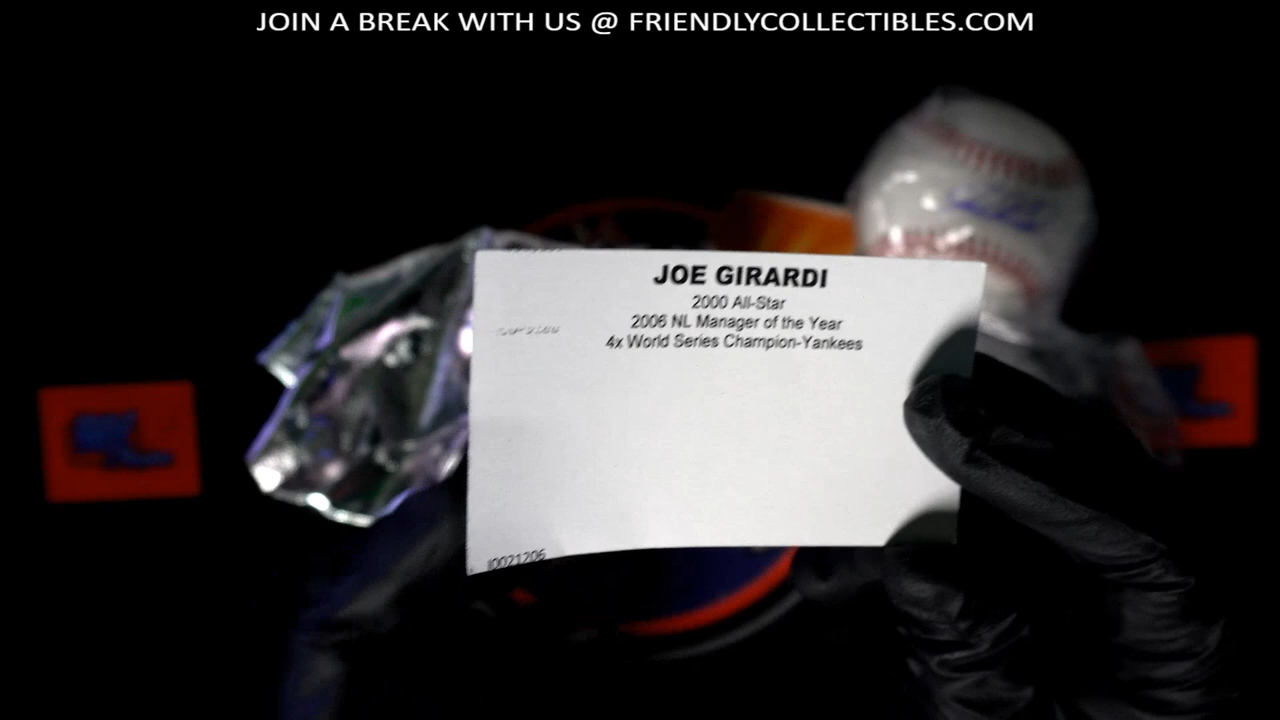 JOIN A BREAK WITH US @ FRIENDLYCOLLECTIBLES.COM
JOE GIRARDI
2000 All-Star
2006 NL Manager of the Year
4x World Series Champion-Yankees
I0021206